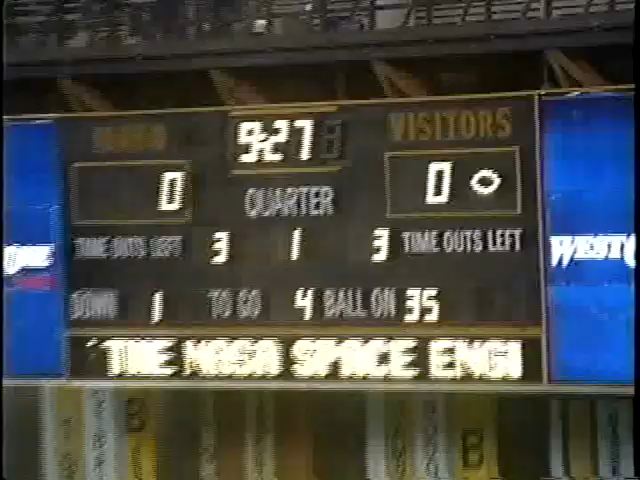 9:27 VISITORS
0 0
QUARTER
TIME OUTS LEFT 3 1 3 TIME OUTS LEFT
DOWN 1 TO GO 4 BALL ON 35
THE NASA SPACE ENGI
WEST
B
B